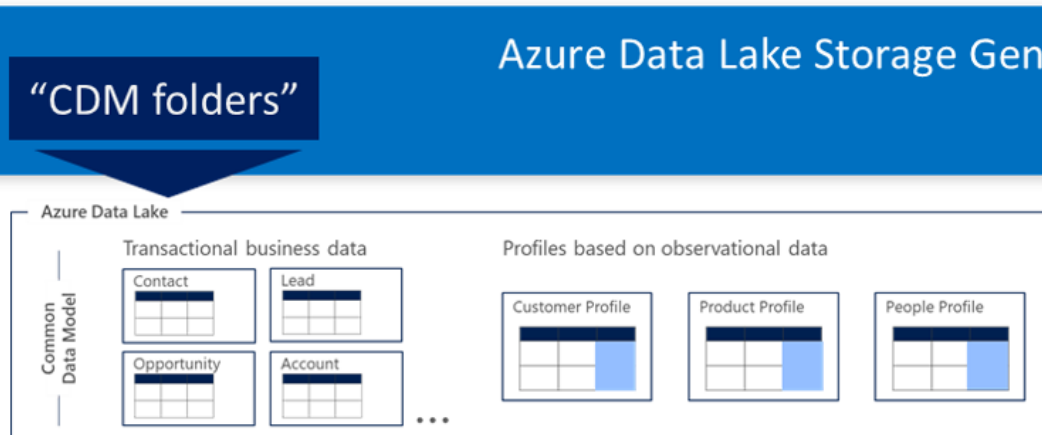 Azure Data Lake Storage Gen
“CDM folders”
Azure Data Lake
Common
Data Model
Transactional business data
Contact
Lead
Opportunity
Account
...
Profiles based on observational data
Customer Profile
Product Profile
People Profile